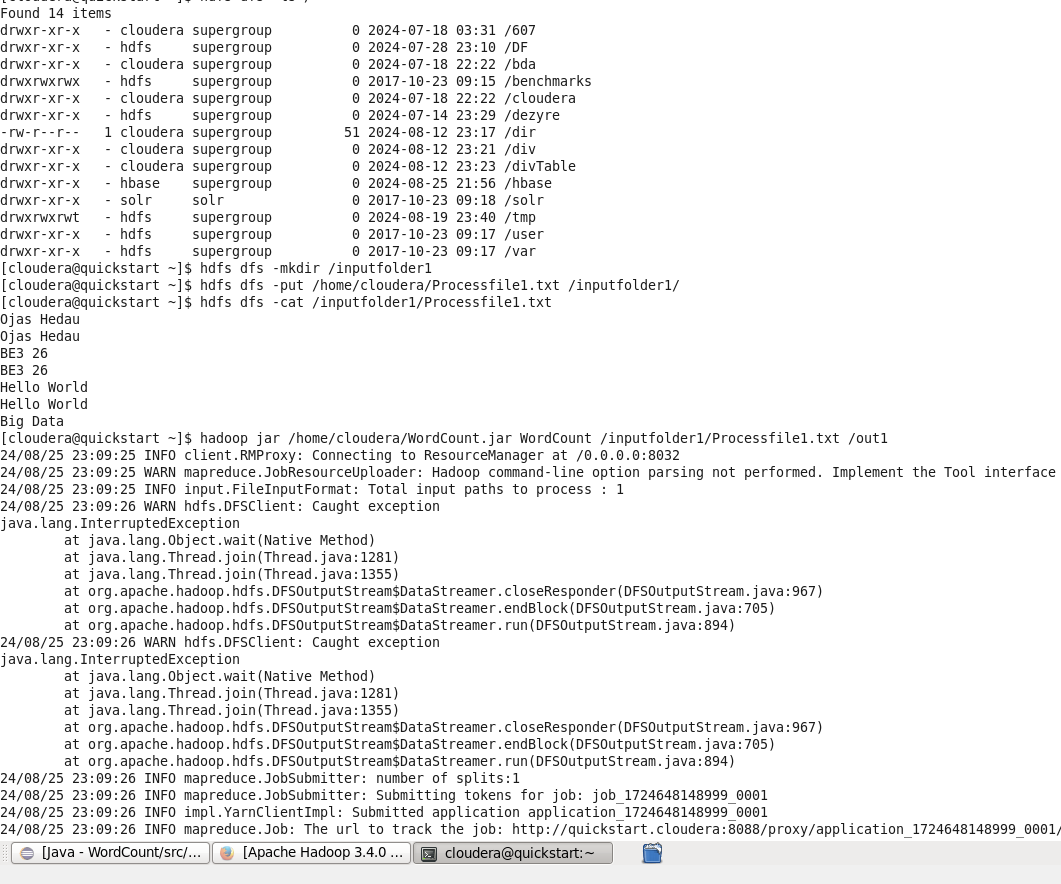 Found 14 items
drwxr-xr-x   - cloudera supergroup          0 2024-07-18 03:31 /607
drwxr-xr-x   - hdfs     supergroup          0 2024-07-28 23:10 /DF
drwxr-xr-x   - cloudera supergroup          0 2024-07-18 22:22 /bda
drwxrwxrwx   - hdfs     supergroup          0 2017-10-23 09:15 /benchmarks
drwxr-xr-x   - cloudera supergroup          0 2024-07-18 22:22 /cloudera
drwxr-xr-x   - hdfs     supergroup          0 2024-07-14 23:29 /dezyre
-rw-r--r--   1 cloudera supergroup         51 2024-08-12 23:17 /dir
drwxr-xr-x   - cloudera supergroup          0 2024-08-12 23:21 /div
drwxr-xr-x   - cloudera supergroup          0 2024-08-12 23:23 /divTable
drwxr-xr-x   - hbase    supergroup          0 2024-08-25 21:56 /hbase
drwxr-xr-x   - solr     solr                0 2017-10-23 09:18 /solr
drwxrwxrwt   - hdfs     supergroup          0 2024-08-19 23:40 /tmp
drwxr-xr-x   - hdfs     supergroup          0 2017-10-23 09:17 /user
drwxr-xr-x   - hdfs     supergroup          0 2017-10-23 09:17 /var
[cloudera@quickstart ~]$ hdfs dfs -mkdir /inputfolder1
[cloudera@quickstart ~]$ hdfs dfs -put /home/cloudera/Processfile1.txt /inputfolder1/
[cloudera@quickstart ~]$ hdfs dfs -cat /inputfolder1/Processfile1.txt
Ojas Hedau
Ojas Hedau
BE3 26
BE3 26
Hello World
Hello World
Big Data
[cloudera@quickstart ~]$ hadoop jar /home/cloudera/WordCount.jar WordCount /inputfolder1/Processfile1.txt /out1
24/08/25 23:09:25 INFO client.RMProxy: Connecting to ResourceManager at /0.0.0.0:8032
24/08/25 23:09:25 WARN mapreduce.JobResourceUploader: Hadoop command-line option parsing not performed. Implement the Tool interface
24/08/25 23:09:25 INFO input.FileInputFormat: Total input paths to process : 1
24/08/25 23:09:26 WARN hdfs.DFSClient: Caught exception
java.lang.InterruptedException
        at java.lang.Object.wait(Native Method)
        at java.lang.Thread.join(Thread.java:1281)
        at java.lang.Thread.join(Thread.java:1355)
        at org.apache.hadoop.hdfs.DFSOutputStream$DataStreamer.closeResponder(DFSOutputStream.java:967)
        at org.apache.hadoop.hdfs.DFSOutputStream$DataStreamer.endBlock(DFSOutputStream.java:705)
        at org.apache.hadoop.hdfs.DFSOutputStream$DataStreamer.run(DFSOutputStream.java:894)
24/08/25 23:09:26 WARN hdfs.DFSClient: Caught exception
java.lang.InterruptedException
        at java.lang.Object.wait(Native Method)
        at java.lang.Thread.join(Thread.java:1281)
        at java.lang.Thread.join(Thread.java:1355)
        at org.apache.hadoop.hdfs.DFSOutputStream$DataStreamer.closeResponder(DFSOutputStream.java:967)
        at org.apache.hadoop.hdfs.DFSOutputStream$DataStreamer.endBlock(DFSOutputStream.java:705)
        at org.apache.hadoop.hdfs.DFSOutputStream$DataStreamer.run(DFSOutputStream.java:894)
24/08/25 23:09:26 INFO mapreduce.JobSubmitter: number of splits:1
24/08/25 23:09:26 INFO mapreduce.JobSubmitter: Submitting tokens for job: job_1724648148999_0001
24/08/25 23:09:26 INFO impl.YarnClientImpl: Submitted application application_1724648148999_0001
24/08/25 23:09:26 INFO mapreduce.Job: The url to track the job: http://quickstart.cloudera:8088/proxy/application_1724648148999_0001/
[Java - WordCount/src/... [Apache Hadoop 3.4.0 ... cloudera@quickstart:~